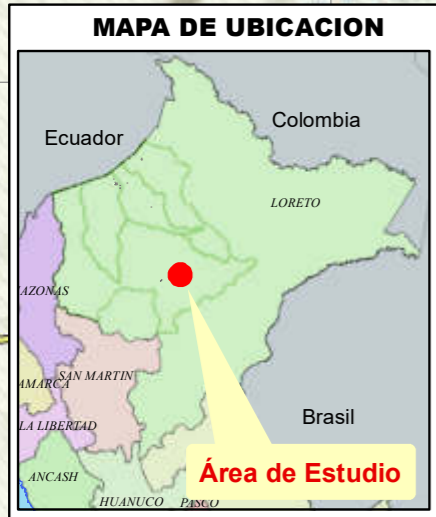 MAPA DE UBICACION
Ecuador
Colombia
LORETO
AZONAS
SAN MARTIN
AMARCA
LA LIBERTAD
Brasil
Área de Estudio
ANCASH
HUANUCO
PASCO